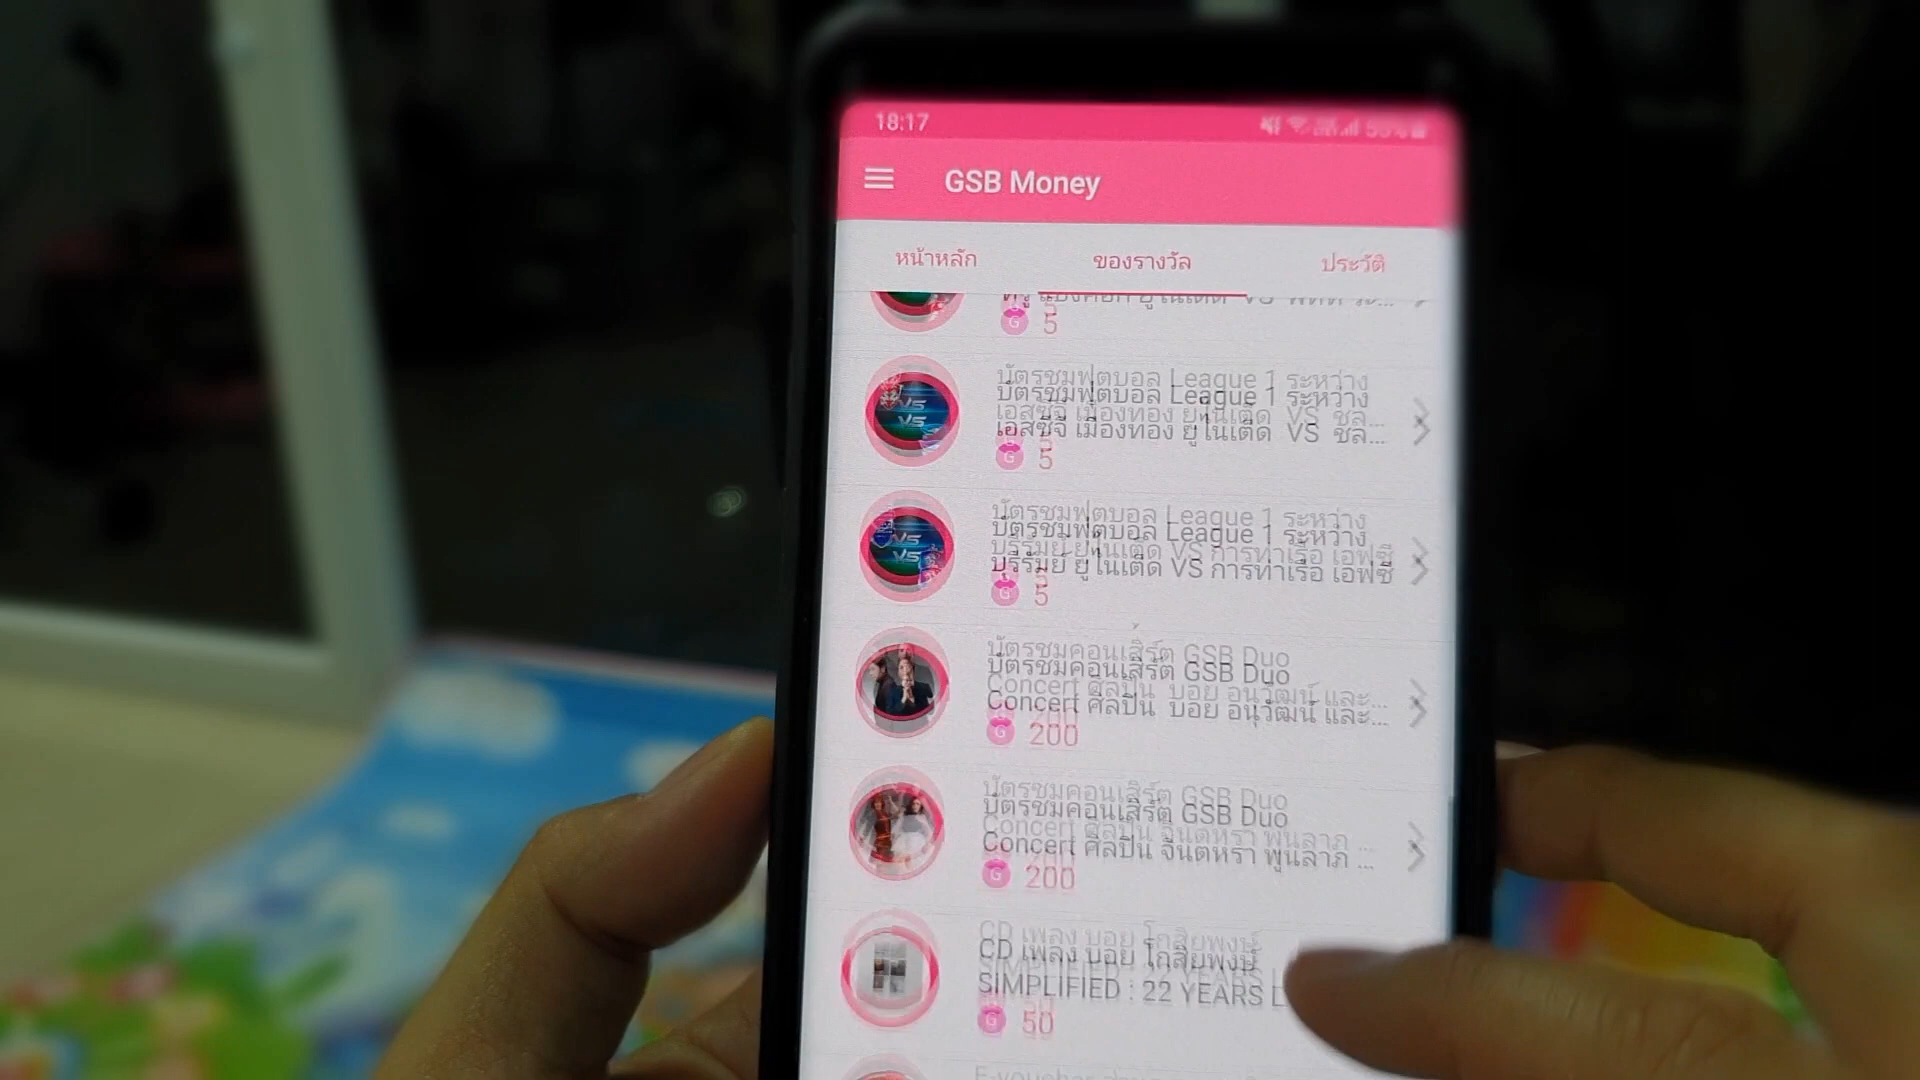 18:17
GSB Money
หน้าหลัก ของรางวัล ประวัติ
5
บัตรชมฟุตบอล League 1 ระหว่าง
เอสซีจี เมืองทอง ยูไนเต็ด VS ชล...
5
บัตรชมฟุตบอล League 1 ระหว่าง
บุรีรัมย์ ยูไนเต็ด VS การท่าเรือ เอฟซี
5
บัตรชมคอนเสิร์ต GSB Duo
Concert ศิลปิน บอย อนุวัฒน์ และ...
200
บัตรชมคอนเสิร์ต GSB Duo
Concert ศิลปิน จินตหรา พูนลาภ ...
200
CD เพลง บอย โกสิยพงษ์
SIMPLIFIED : 22 YEARS
50
E-voucher